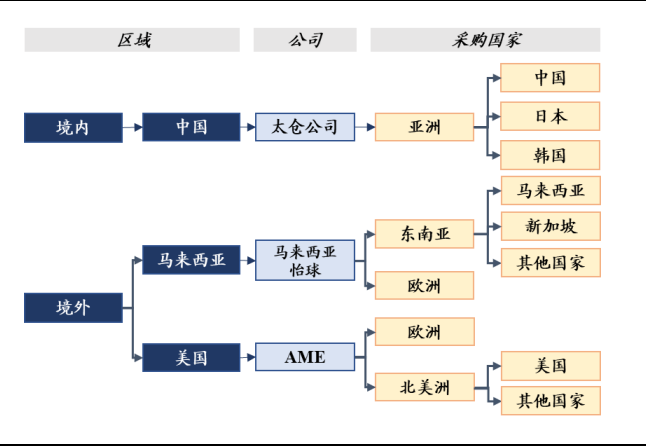 区域
公司
采购国家
境内
中国
太仓公司
亚洲
中国
日本
韩国
境外
马来西亚
马来西亚
怡球
东南亚
马来西亚
新加坡
其他国家
欧洲
美国
AME
欧洲
北美洲
美国
其他国家